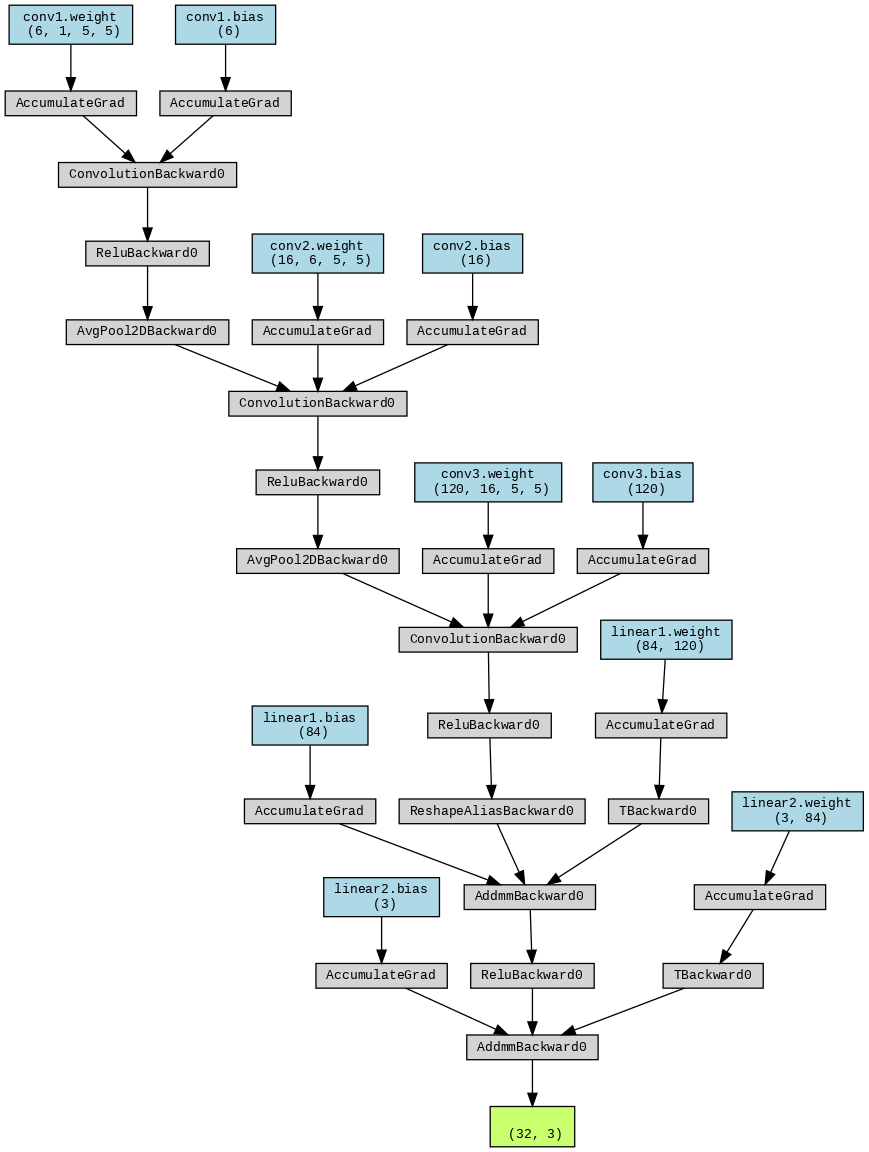 conv1.weight
(6, 1, 5, 5)
conv1.bias
(6)
AccumulateGrad
AccumulateGrad
ConvolutionBackward0
ReluBackward0
conv2.weight
(16, 6, 5, 5)
conv2.bias
(16)
AvgPool2DBackward0
AccumulateGrad
AccumulateGrad
ConvolutionBackward0
ReluBackward0
conv3.weight
(120, 16, 5, 5)
conv3.bias
(120)
AvgPool2DBackward0
AccumulateGrad
AccumulateGrad
ConvolutionBackward0
linear1.weight
(84, 120)
linear1.bias
(84)
ReluBackward0
AccumulateGrad
AccumulateGrad
ReshapeAliasBackward0
TBackward0
linear2.weight
(3, 84)
linear2.bias
(3)
AddmmBackward0
AccumulateGrad
AccumulateGrad
ReluBackward0
TBackward0
AddmmBackward0
(32, 3)